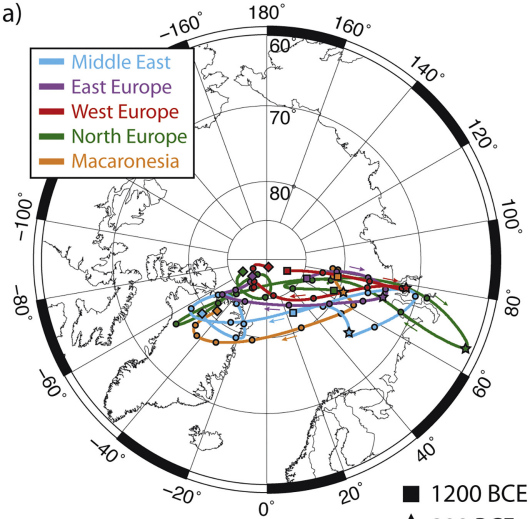 a)
180°
-160°
160°
60°
140°
Middle East
East Europe
West Europe
North Europe
Macaronesia
70°
120°
80°
-100°
100°
-80°
80°
-60°
60°
-40°
40°
-20°
0°
20°
1200 BCE